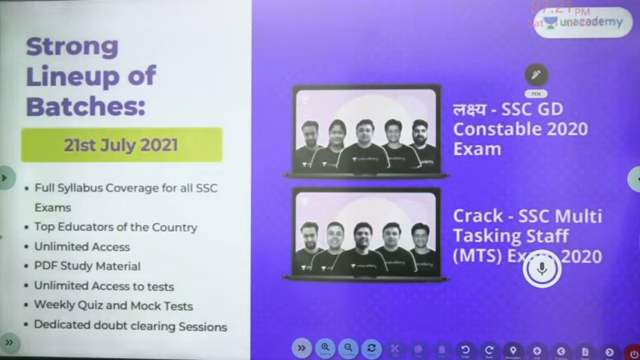 Strong
Lineup of
Batches:
21st July 2021
• Full Syllabus Coverage for all SSC
Exams
• Top Educators of the Country
• Unlimited Access
• PDF Study Material
• Unlimited Access to tests
• Weekly Quiz and Mock Tests
• Dedicated doubt clearing Sessions
PM
unacademy
PEN
लक्ष्य - SSC GD
Constable 2020
Exam
Crack - SSC Multi
Tasking Staff
(MTS) 2020